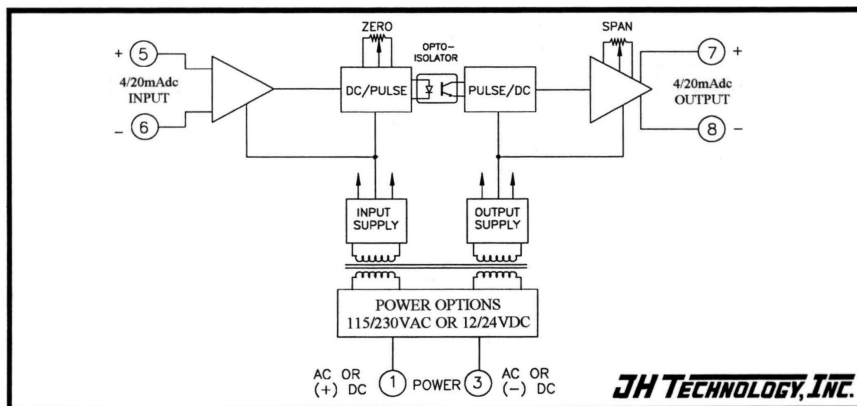 ZERO
SPAN
OPTO-
ISOLATOR
+ 5
4/20mAdc
INPUT
- 6
DC/PULSE
PULSE/DC
7 +
4/20mAdc
OUTPUT
8 -
INPUT
SUPPLY
OUTPUT
SUPPLY
POWER OPTIONS
115/230VAC OR 12/24VDC
AC OR
(+) DC
1 POWER 3
AC OR
(-) DC
JH TECHNOLOGY, INC.